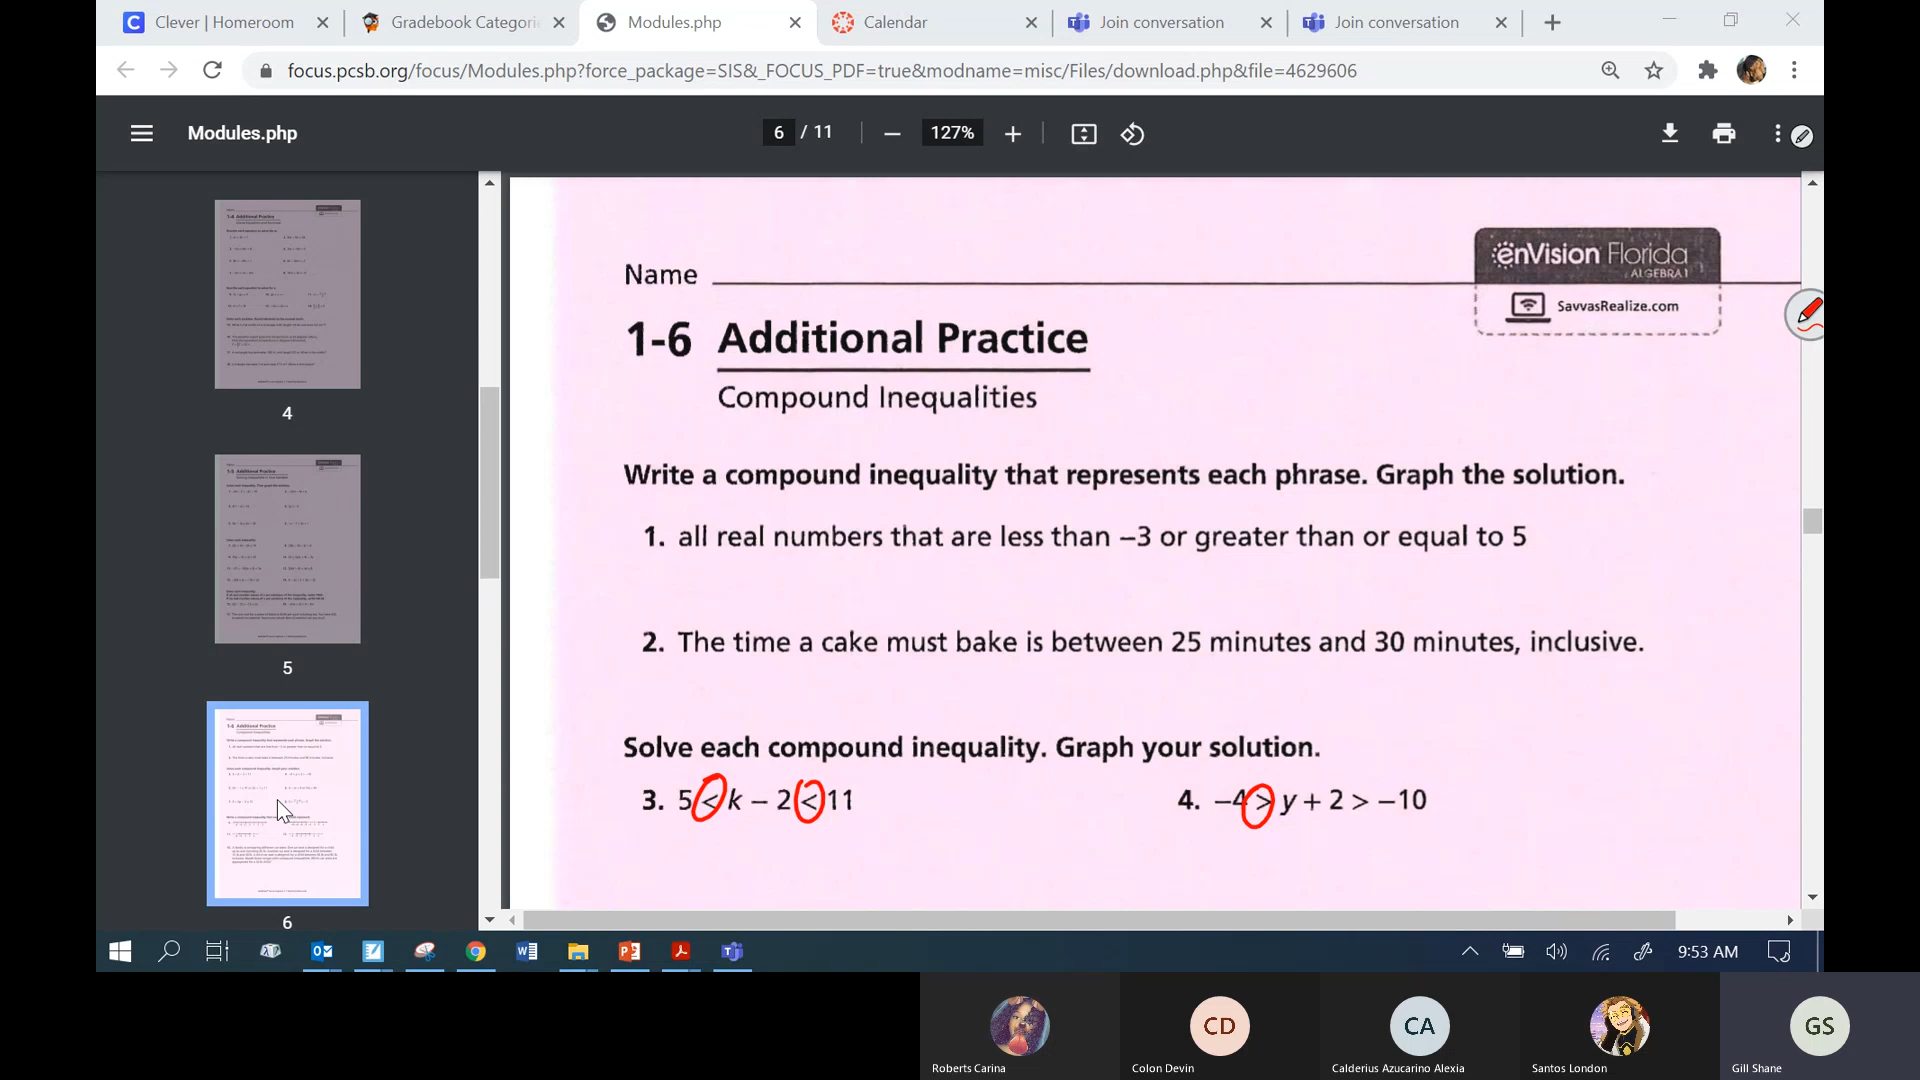 Clever | Homeroom
Gradebook Categori
Modules.php
Calendar
Join conversation
Join conversation
focus.pcsb.org/focus/Modules.php?force_package=SIS&_FOCUS_PDF=true&modname=misc/Files/download.php&file=4629606
Modules.php
6 / 11
127%
4
5
6
Name
enVision Florida
ALGEBRA 1
SavvasRealize.com
1-6 Additional Practice
Compound Inequalities
Write a compound inequality that represents each phrase. Graph the solution.
1. all real numbers that are less than −3 or greater than or equal to 5
2. The time a cake must bake is between 25 minutes and 30 minutes, inclusive.
Solve each compound inequality. Graph your solution.
3. 5 < k − 2 < 11
4. −4 > y + 2 > −10
9:53 AM
CD
CA
GS
Roberts Carina
Colon Devin
Calderius Azucarino Alexia
Santos London
Gill Shane